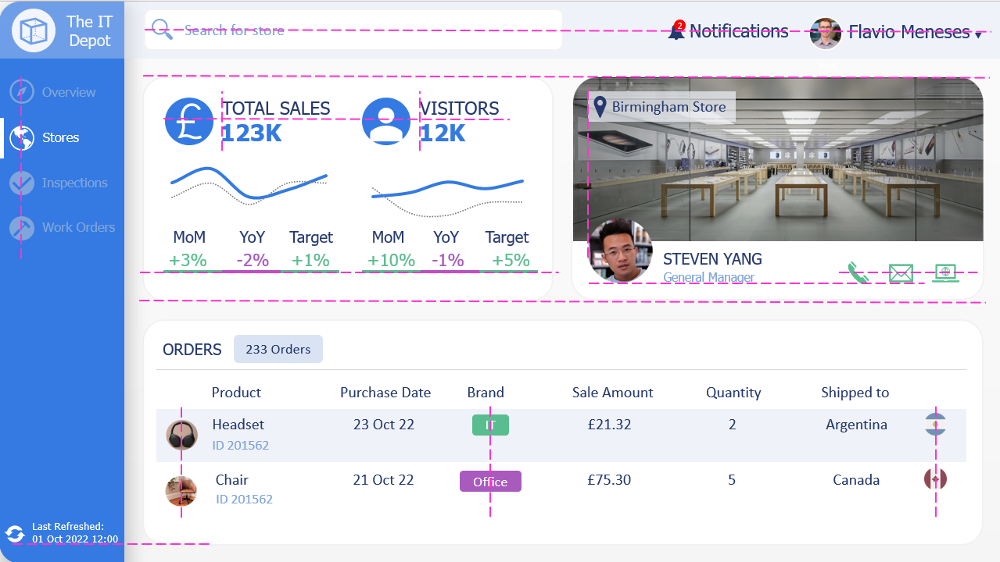 The IT
Depot
Search for store
2
Notifications
Flavio Meneses
Overview
Stores
Inspections
Work Orders
Last Refreshed:
01 Oct 2022 12:00
TOTAL SALES
123K
MoM YoY Target
+3% -2% +1%
VISITORS
12K
MoM YoY Target
+10% -1% +5%
Birmingham Store
STEVEN YANG
General Manager
ORDERS 233 Orders
Product Purchase Date Brand Sale Amount Quantity Shipped to
Headset 23 Oct 22 IT £21.32 2 Argentina
ID 201562
Chair 21 Oct 22 Office £75.30 5 Canada
ID 201562